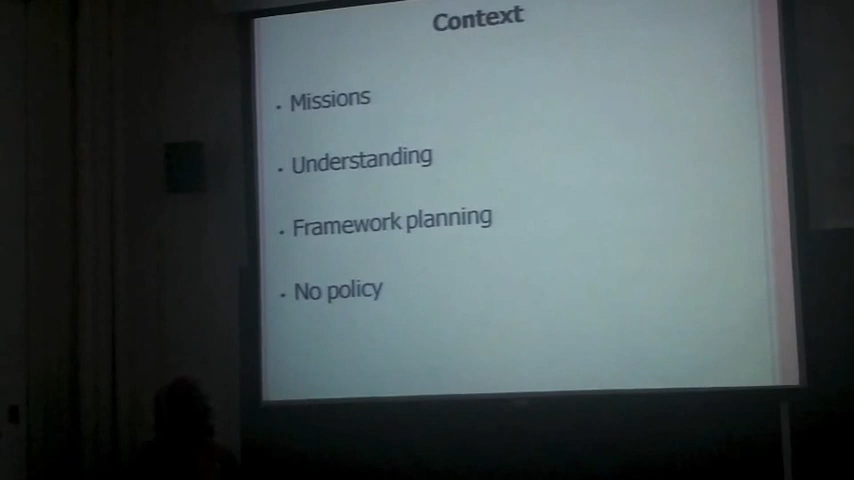 Context
• Missions
• Understanding
• Framework planning
• No policy